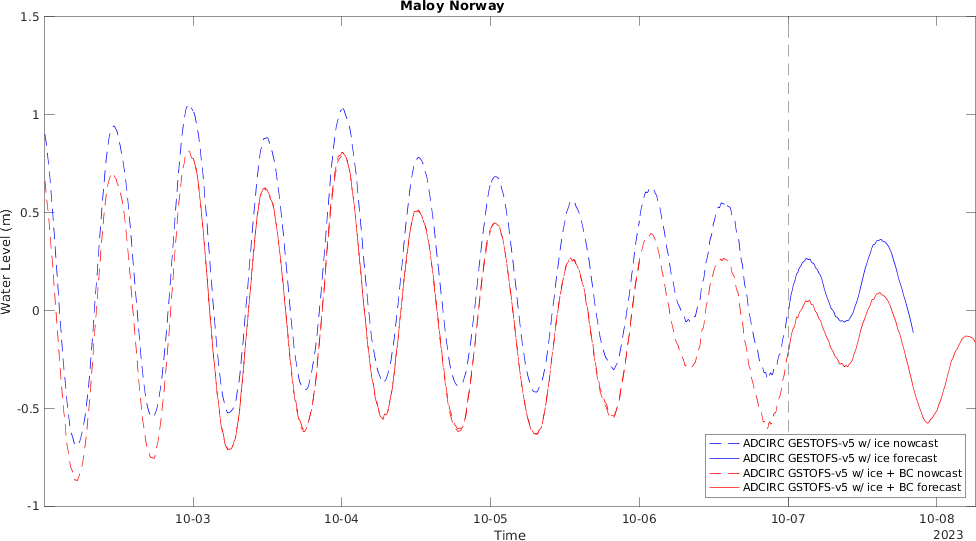 Maloy Norway
1.5
1
0.5
0
-0.5
-1
Water Level (m)
10-03
10-04
10-05
10-06
10-07
10-08
Time
2023
ADCIRC GESTOFS-v5 w/ ice nowcast
ADCIRC GESTOFS-v5 w/ ice forecast
ADCIRC GSTOFS-v5 w/ ice + BC nowcast
ADCIRC GSTOFS-v5 w/ ice + BC forecast